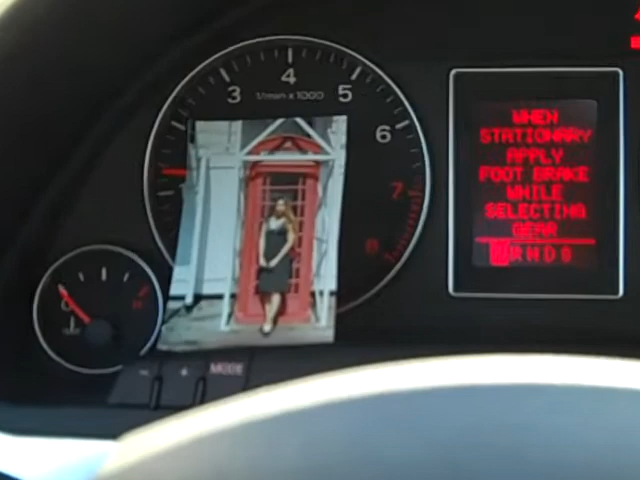 3
4
5
1/min x 1000
6
7
8
WHEN
STATIONARY
APPLY
FOOT BRAKE
WHILE
SELECTING
GEAR
R N D S
C
H
- + MODE